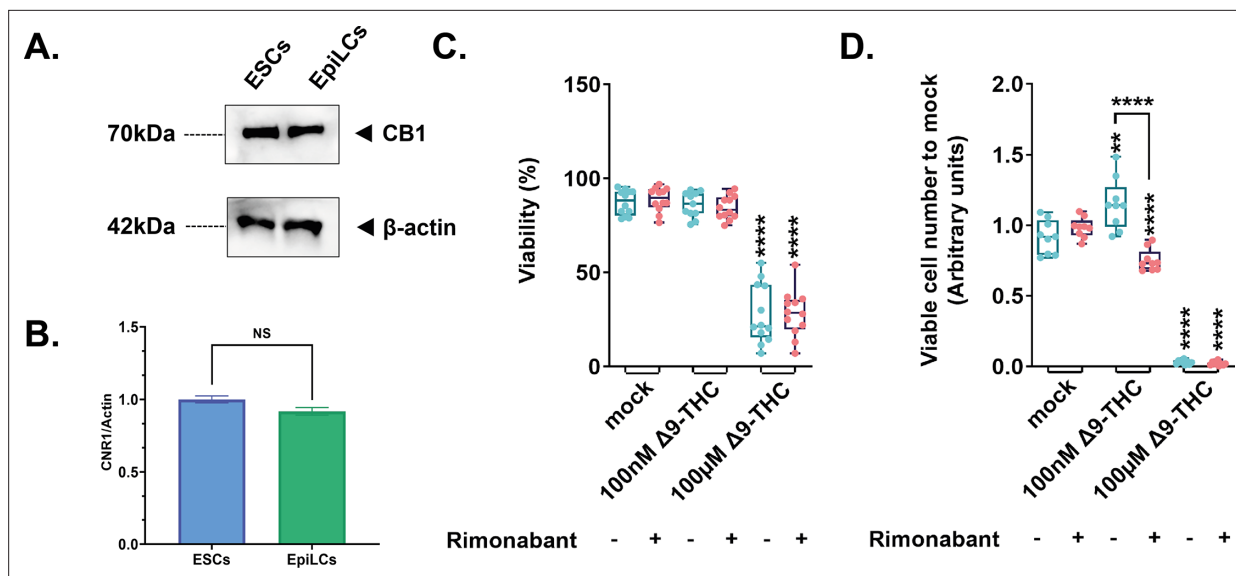 A.
ESCs
EpiLCs
70kDa
◄ CB1
42kDa
◄ β-actin
B.
CNR1/Actin
1.5
1.0
0.5
0.0
NS
ESCs
EpiLCs
C.
Viability (%)
150
100
50
0
****
****
mock
100nM Δ9-THC
100µM Δ9-THC
Rimonabant - + - + - +
D.
Viable cell number to mock
(Arbitrary units)
2.0
1.5
1.0
0.5
0.0
****
**
****
****
****
mock
100nM Δ9-THC
100µM Δ9-THC
Rimonabant - + - + - +